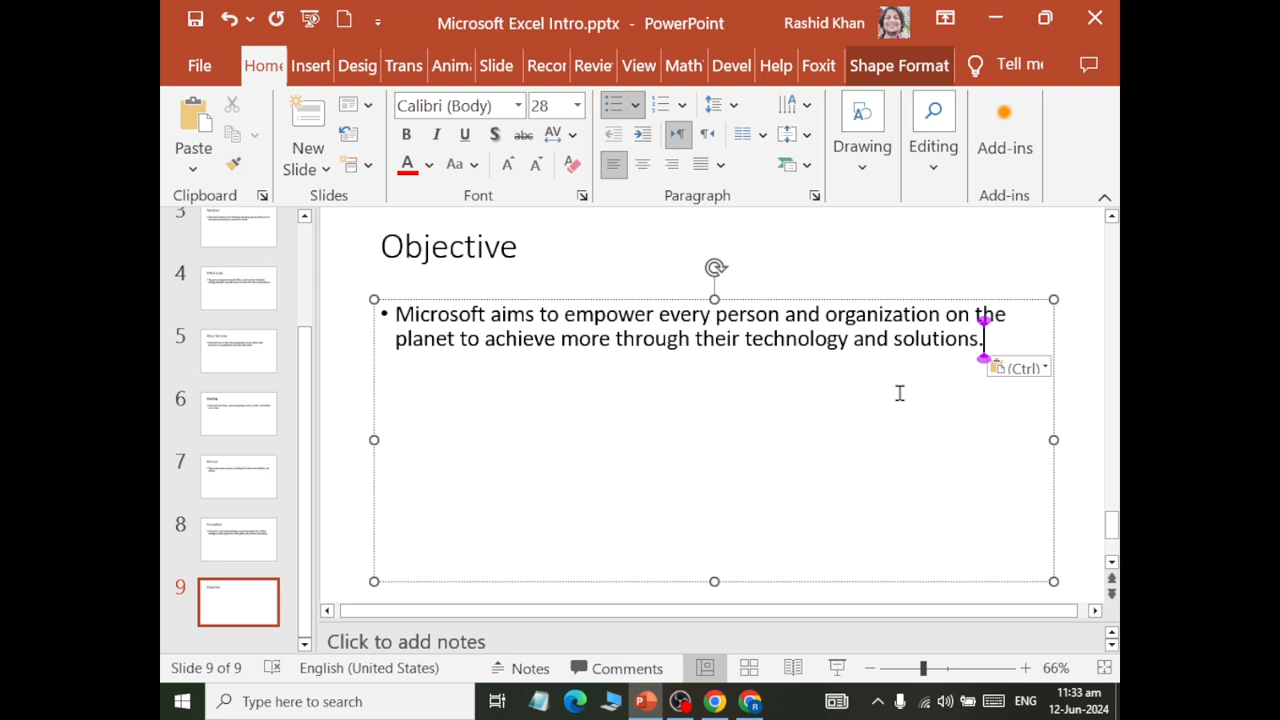 Microsoft Excel Intro.pptx - PowerPoint
Rashid Khan
File
Home
Insert
Desig
Trans
Anim
Slide
Recor
Revie
View
Math
Devel
Help
Foxit
Shape Format
Tell me
Paste
New
Slide
Calibri (Body)
28
Drawing
Editing
Add-ins
Clipboard
Slides
Font
Paragraph
Add-ins
3
4
5
6
7
8
9
Objective
• Microsoft aims to empower every person and organization on the
planet to achieve more through their technology and solutions.
(Ctrl)
Click to add notes
Slide 9 of 9
English (United States)
Notes
Comments
66%
Type here to search
ENG
11:33 am
12-Jun-2024